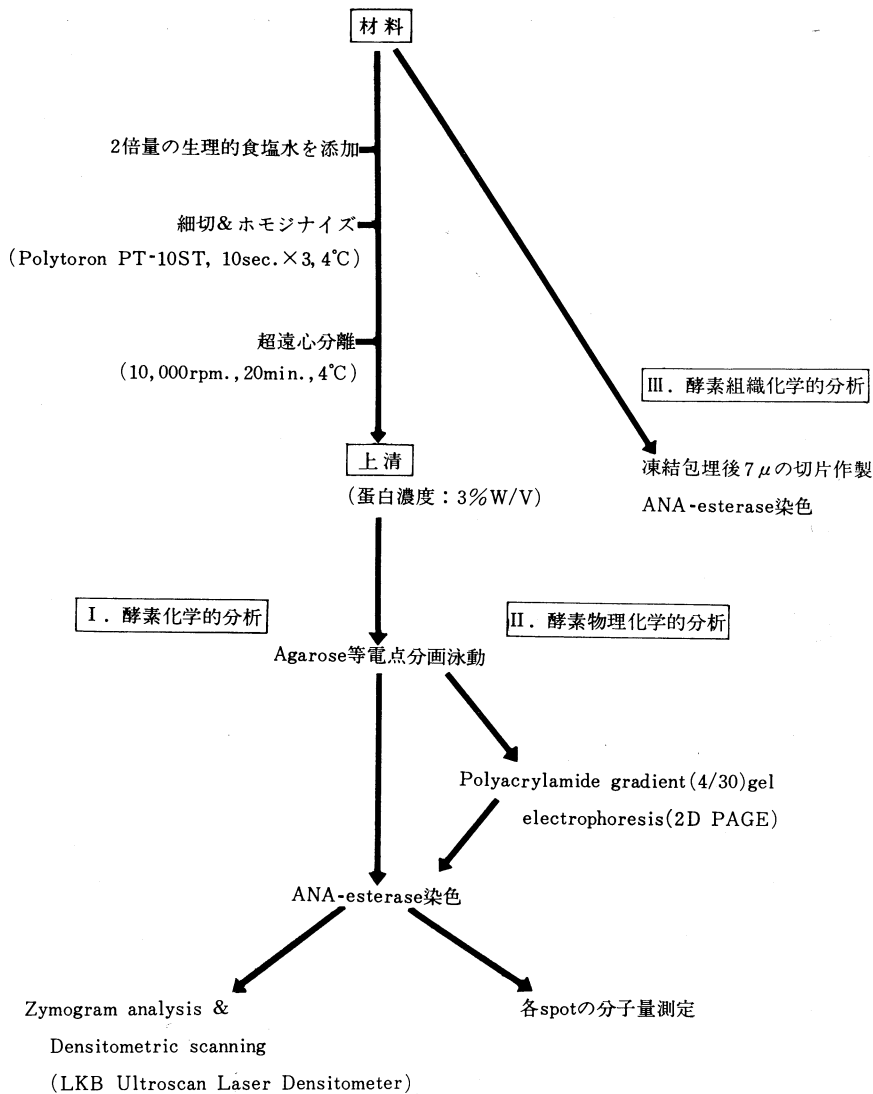 材料
2倍量の生理的食塩水を添加
細切&ホモジナイズ
(Polytoron PT-10ST, 10sec.×3, 4℃)
超遠心分離
(10,000rpm.,20min.,4℃)
III. 酵素組織化学的分析
上清
(蛋白濃度：3％W/V)
凍結包埋後7μの切片作製
ANA-esterase染色
I. 酵素化学的分析
II. 酵素物理化学的分析
Agarose等電点分画泳動
Polyacrylamide gradient(4/30)gel
electrophoresis(2D PAGE)
ANA-esterase染色
Zymogram analysis &
Densitometric scanning
(LKB Ultroscan Laser Densitometer)
各spotの分子量測定